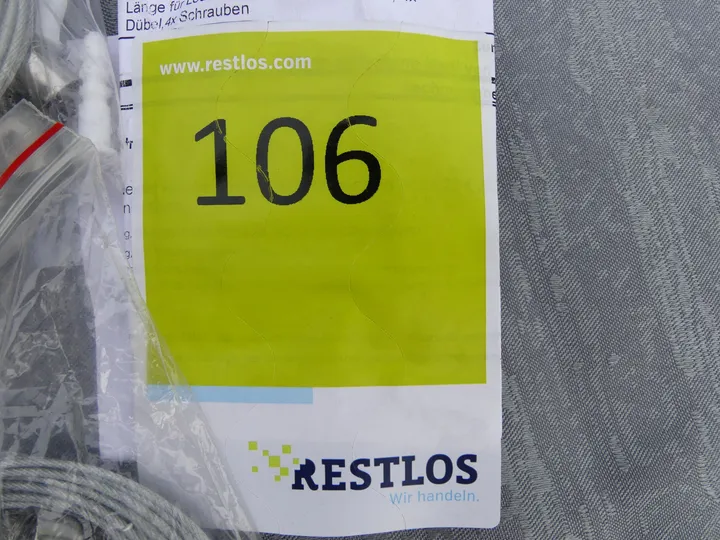 Länge für
Dübel, 4x Schrauben
www.restlos.com
106
RESTLOS
Wir handeln.